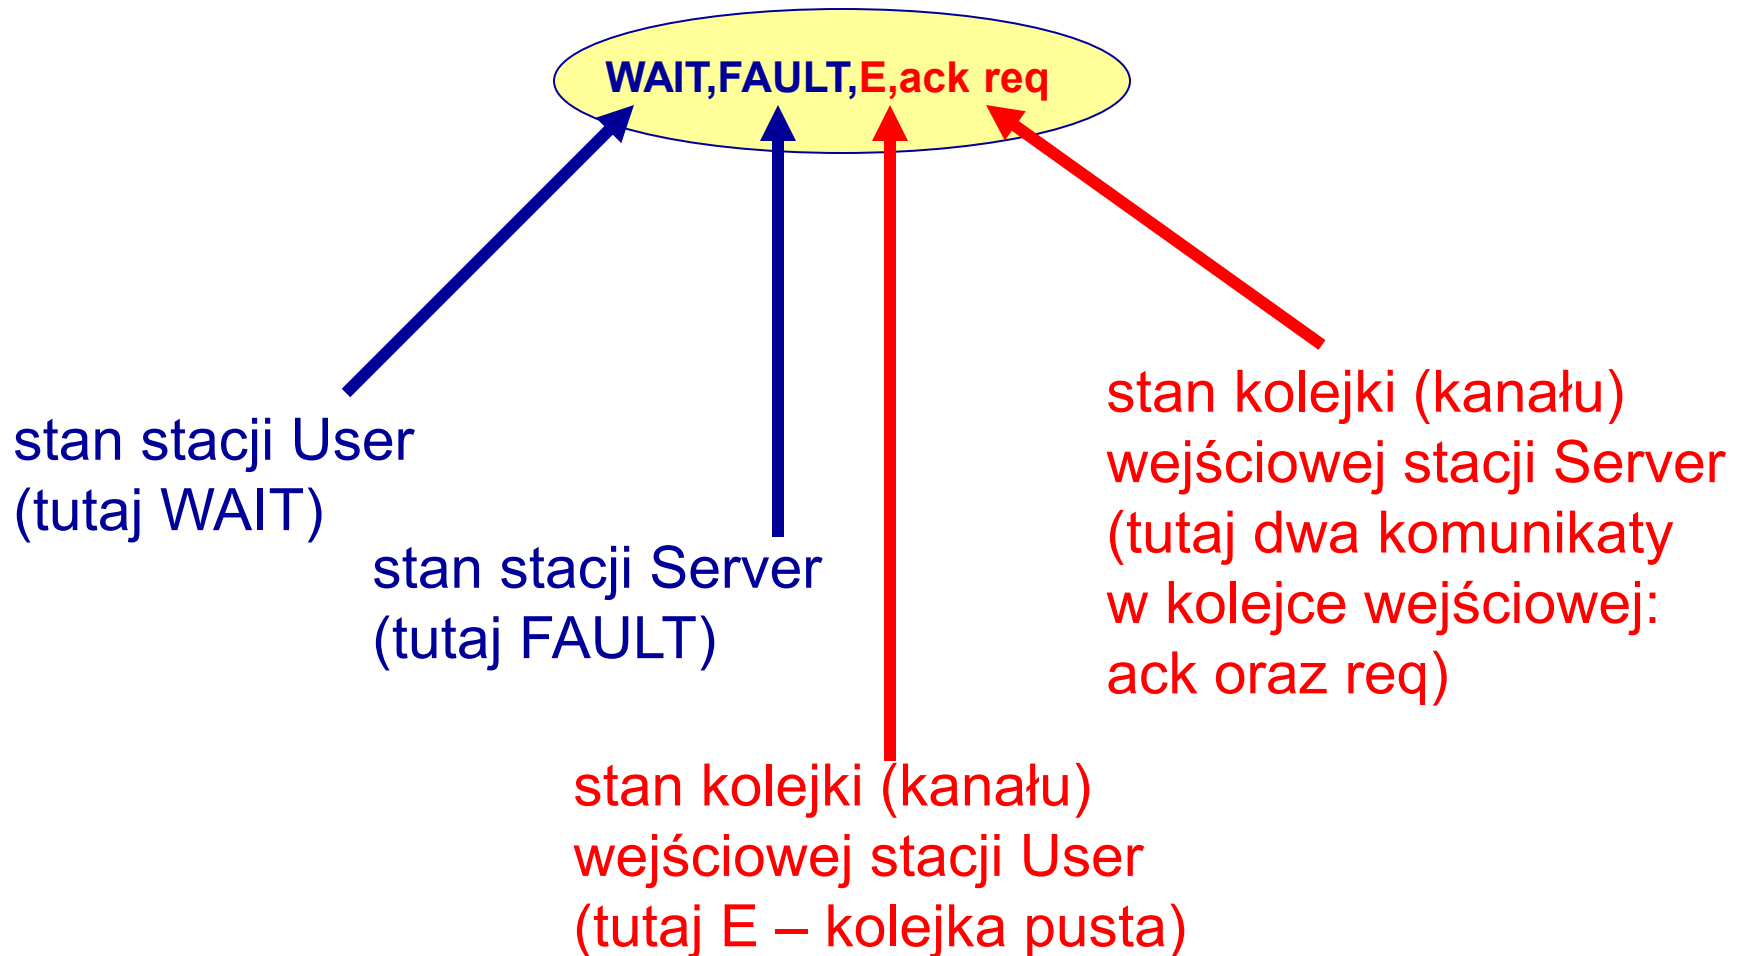 WAIT,FAULT,E,ack req
stan stacji User
(tutaj WAIT)
stan stacji Server
(tutaj FAULT)
stan kolejki (kanału)
wejściowej stacji User
(tutaj E – kolejka pusta)
stan kolejki (kanału)
wejściowej stacji Server
(tutaj dwa komunikaty
w kolejce wejściowej:
ack oraz req)